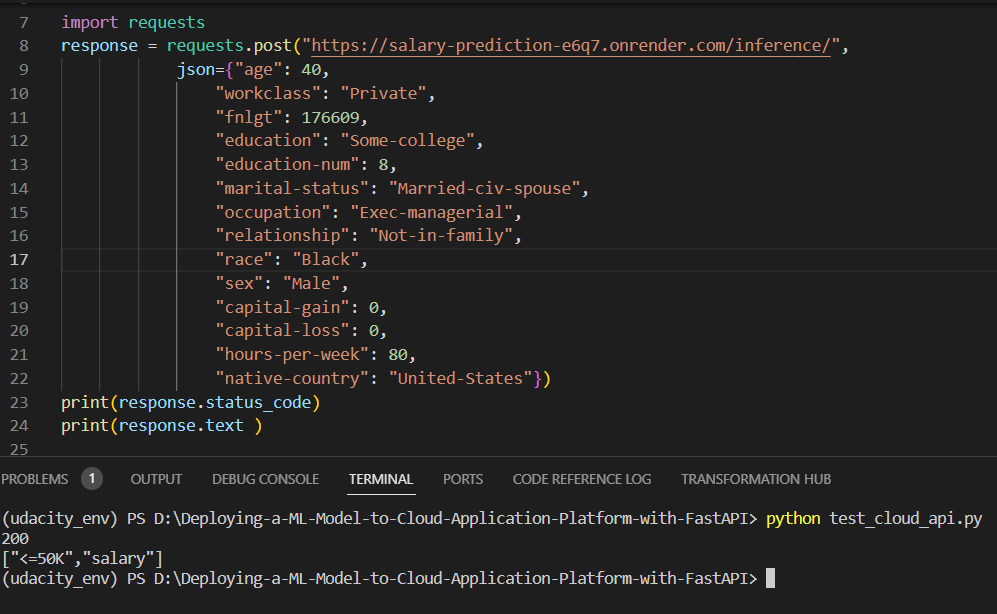 7 import requests
8 response = requests.post("https://salary-prediction-e6q7.onrender.com/inference/",
9 json={"age": 40,
10 "workclass": "Private",
11 "fnlgt": 176609,
12 "education": "Some-college",
13 "education-num": 8,
14 "marital-status": "Married-civ-spouse",
15 "occupation": "Exec-managerial",
16 "relationship": "Not-in-family",
17 "race": "Black",
18 "sex": "Male",
19 "capital-gain": 0,
20 "capital-loss": 0,
21 "hours-per-week": 80,
22 "native-country": "United-States"})
23 print(response.status_code)
24 print(response.text )
25
PROBLEMS 1 OUTPUT DEBUG CONSOLE TERMINAL PORTS CODE REFERENCE LOG TRANSFORMATION HUB
(udacity_env) PS D:\Deploying-a-ML-Model-to-Cloud-Application-Platform-with-FastAPI> python test_cloud_api.py
200
["<=50K","salary"]
(udacity_env) PS D:\Deploying-a-ML-Model-to-Cloud-Application-Platform-with-FastAPI>